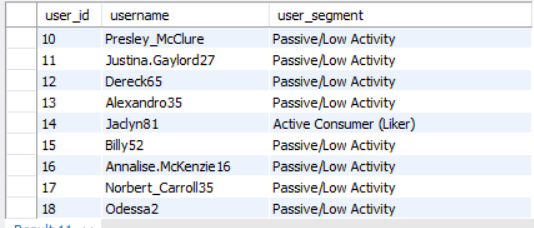 user_id username user_segment
10 Presley_McClure Passive/Low Activity
11 Justina.Gaylord27 Passive/Low Activity
12 Dereck65 Passive/Low Activity
13 Alexandro35 Passive/Low Activity
14 Jaclyn81 Active Consumer (Liker)
15 Billy52 Passive/Low Activity
16 Annalise.McKenzie16 Passive/Low Activity
17 Norbert_Carroll35 Passive/Low Activity
18 Odessa2 Passive/Low Activity